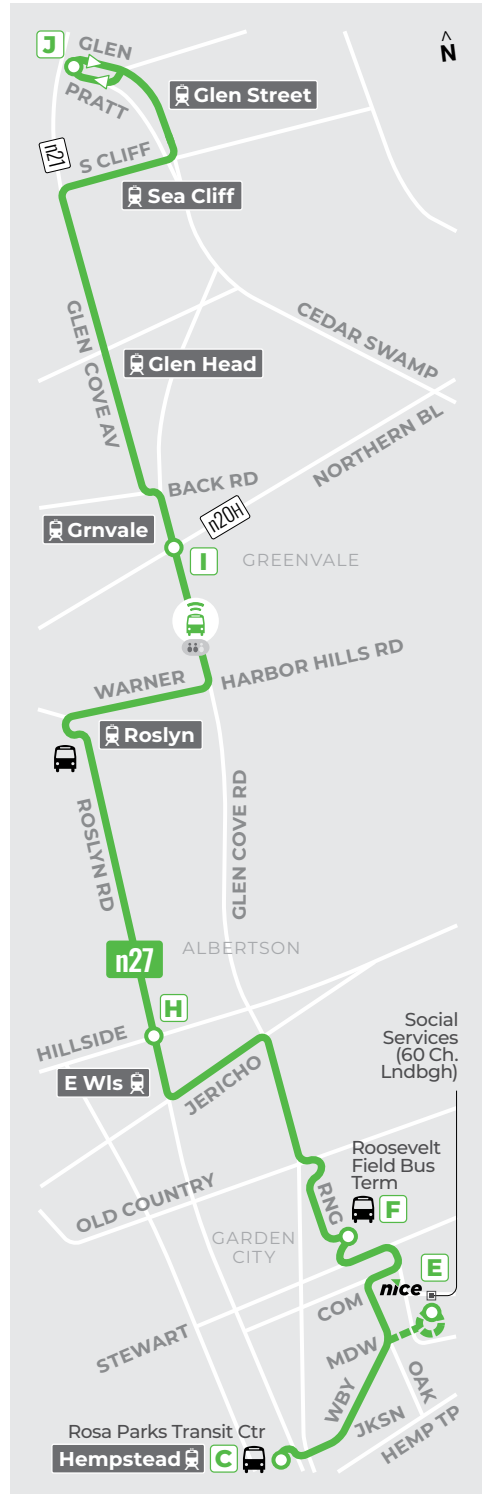 J
GLEN
N
PRATT
Glen Street
n21
S CLIFF
Sea Cliff
GLEN COVE AV
CEDAR SWAMP
Glen Head
NORTHERN BL
BACK RD
n20H
Grnvale
I
GREENVALE
WARNER
HARBOR HILLS RD
Roslyn
ROSLYN RD
GLEN COVE RD
n27
ALBERTSON
H
HILLSIDE
Social
Services
(60 Ch.
Lndbgh)
E Wls
JERICHO
Roosevelt
Field Bus
Term
RNG
F
OLD COUNTRY
GARDEN
CITY
E
nice
COM
STEWART
MDW
OAK
WBY
JKSN
HEMP TP
Rosa Parks Transit Ctr
Hempstead
C